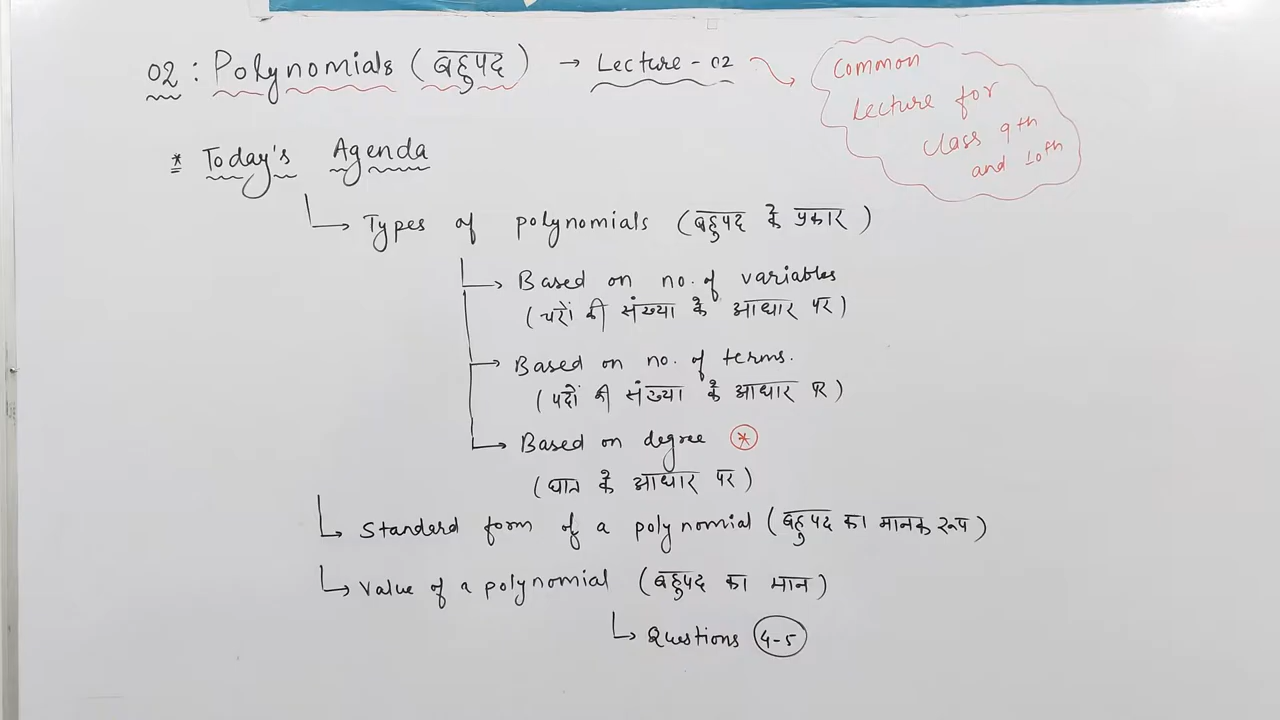 02 : Polynomials ( बहुपद ) → Lecture - 02
Common
Lecture for
class 9th
and 10th
* Today's Agenda
Types of polynomials ( बहुपद के प्रकार )
Based on no. of variables
( चरों की संख्या के आधार पर )
Based on no. of terms.
( पदों की संख्या के आधार पर )
Based on degree *
( घात के आधार पर )
Standerd form of a polynomial ( बहुपद का मानक रूप )
Value of a polynomial ( बहुपद का मान )
Questions 4-5